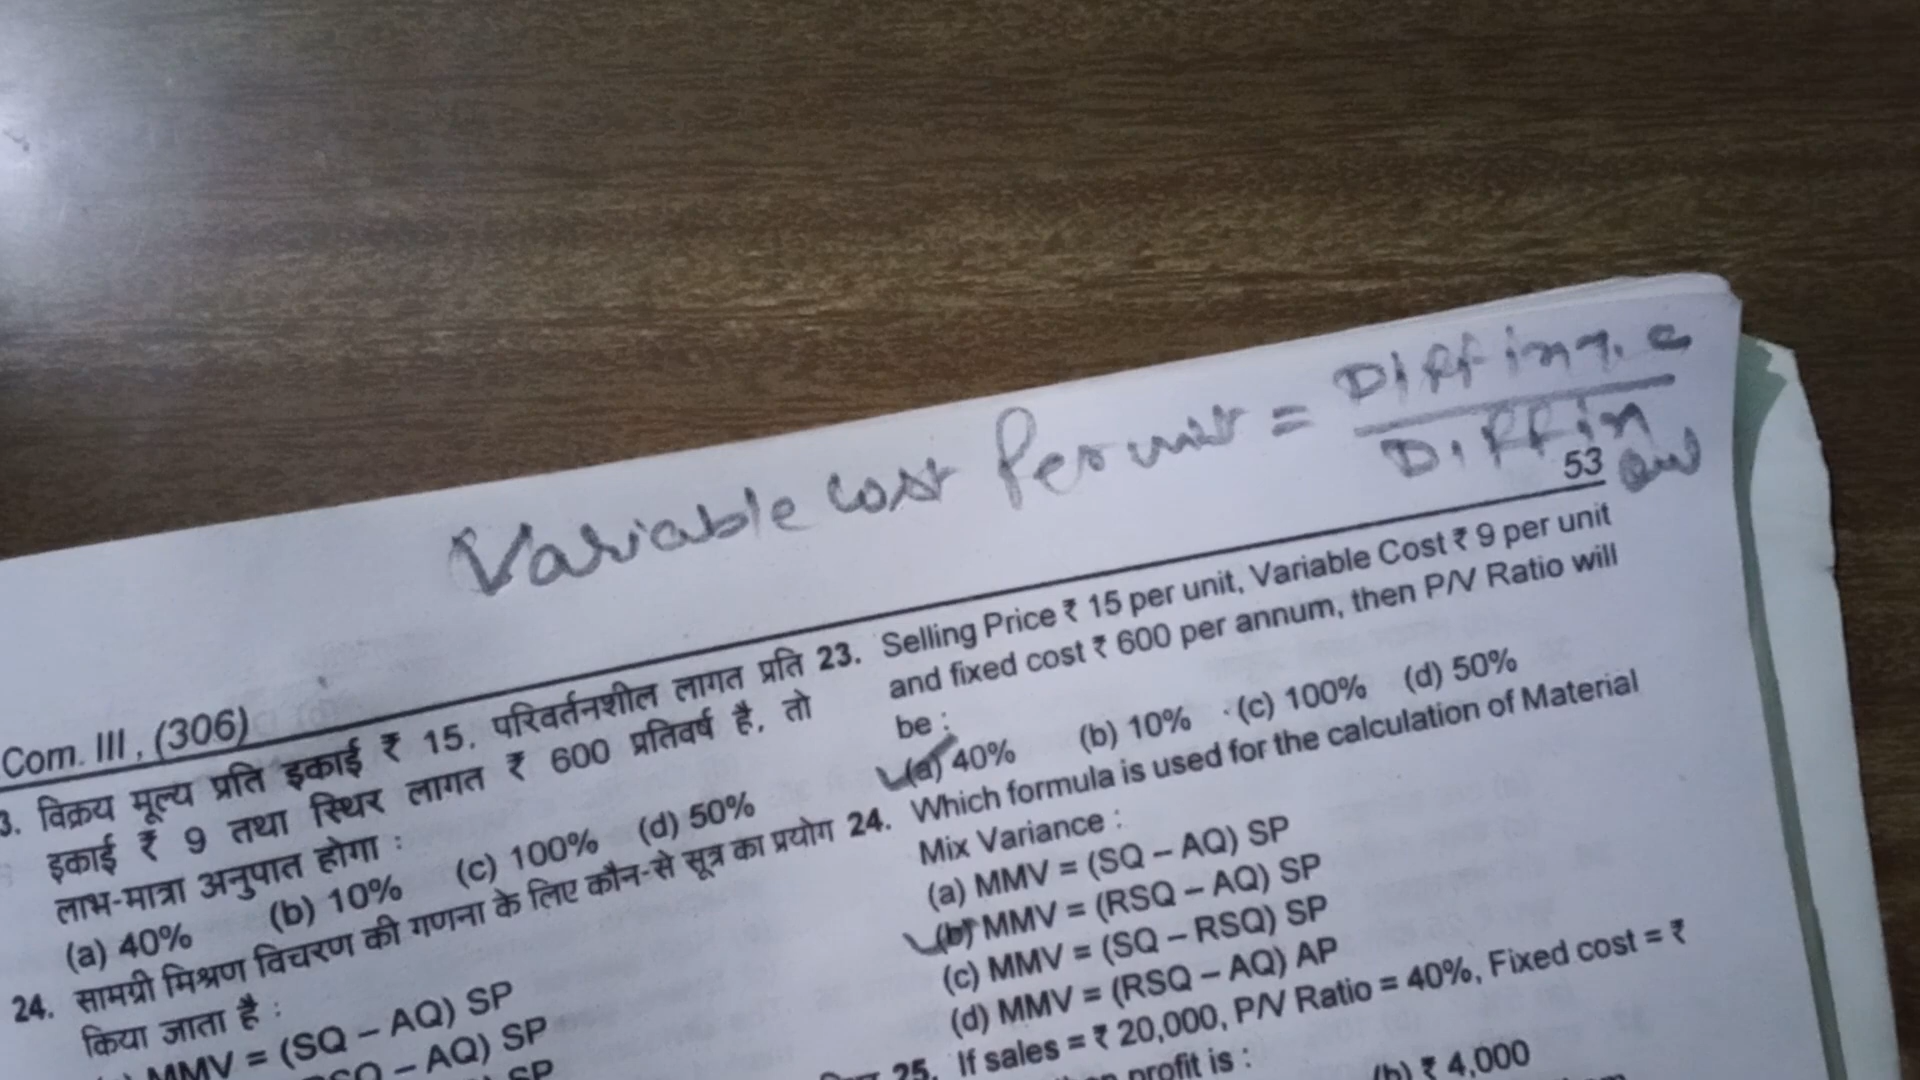 Variable cost Per unit = Diff in T.C
Diff in
53
Com. III, (306)
3. विक्रय मूल्य प्रति इकाई ₹ 15, परिवर्तनशील लागत प्रति
इकाई ₹ 9 तथा स्थिर लागत ₹ 600 प्रतिवर्ष है, तो
लाभ-मात्रा अनुपात होगा :
(a) 40% (b) 10% (c) 100% (d) 50%
24. सामग्री मिश्रण विचरण की गणना के लिए कौन-से सूत्र का प्रयोग
किया जाता है :
MMV = (SQ – AQ) SP
– AQ) SP
SP
23. Selling Price ₹ 15 per unit, Variable Cost ₹ 9 per unit
and fixed cost ₹ 600 per annum, then P/V Ratio will
be :
(a) 40% (b) 10% (c) 100% (d) 50%
24. Which formula is used for the calculation of Material
Mix Variance :
(a) MMV = (SQ – AQ) SP
(b) MMV = (RSQ – AQ) SP
(c) MMV = (SQ – RSQ) SP
(d) MMV = (RSQ – AQ) AP
25. If sales = ₹ 20,000, P/V Ratio = 40%, Fixed cost = ₹
profit is :
(b) ₹ 4,000